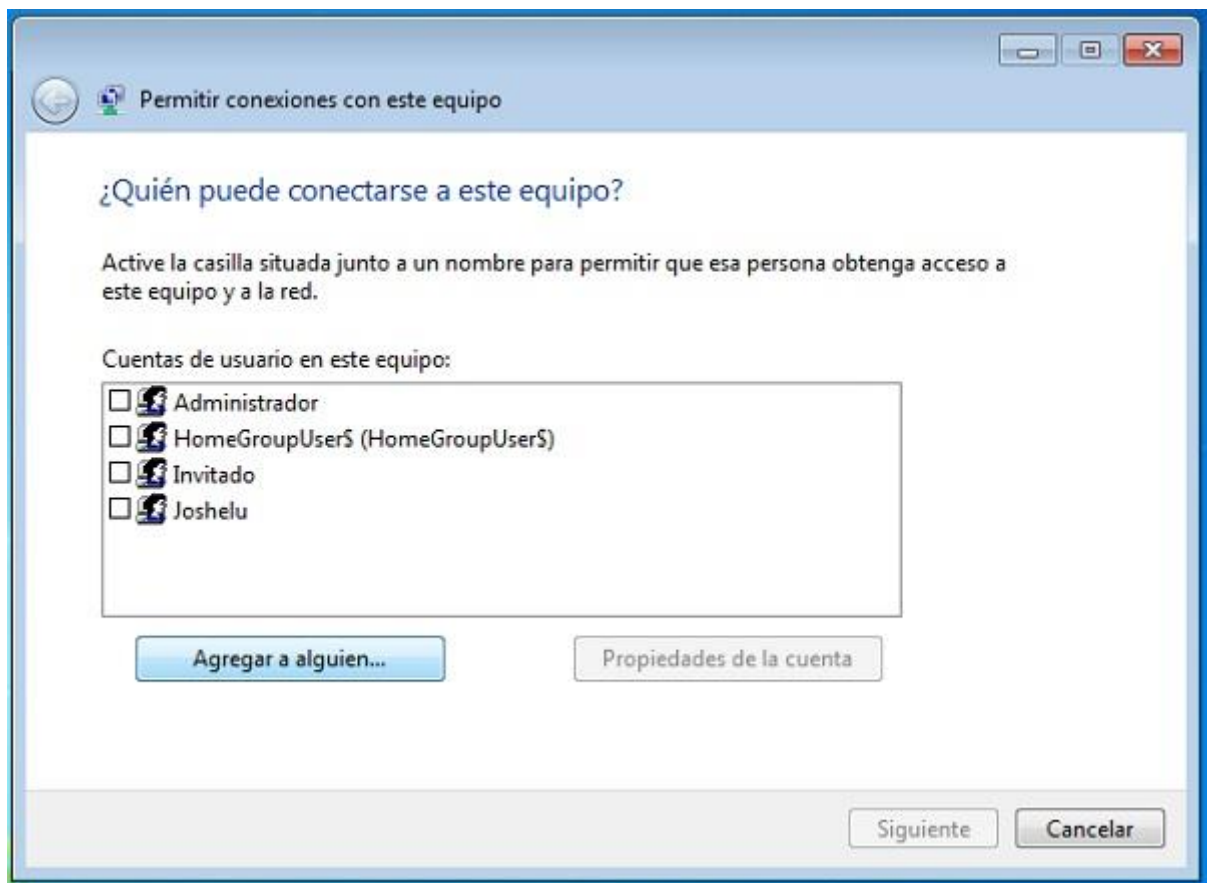 Permitir conexiones con este equipo
¿Quién puede conectarse a este equipo?
Active la casilla situada junto a un nombre para permitir que esa persona obtenga acceso a
este equipo y a la red.
Cuentas de usuario en este equipo:
Administrador
HomeGroupUser$ (HomeGroupUser$)
Invitado
Joshelu
Agregar a alguien... Propiedades de la cuenta
Siguiente Cancelar